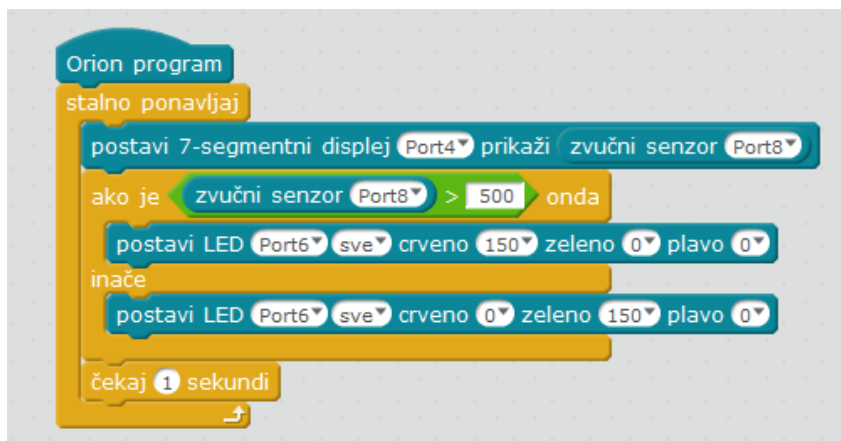 Orion program
stalno ponavljaj
postavi 7-segmentni displej Port4 prikaži zvučni senzor Port8
ako je zvučni senzor Port8 > 500 onda
postavi LED Port6 sve crveno 150 zeleno 0 plavo 0
inače
postavi LED Port6 sve crveno 0 zeleno 150 plavo 0
čekaj 1 sekundi